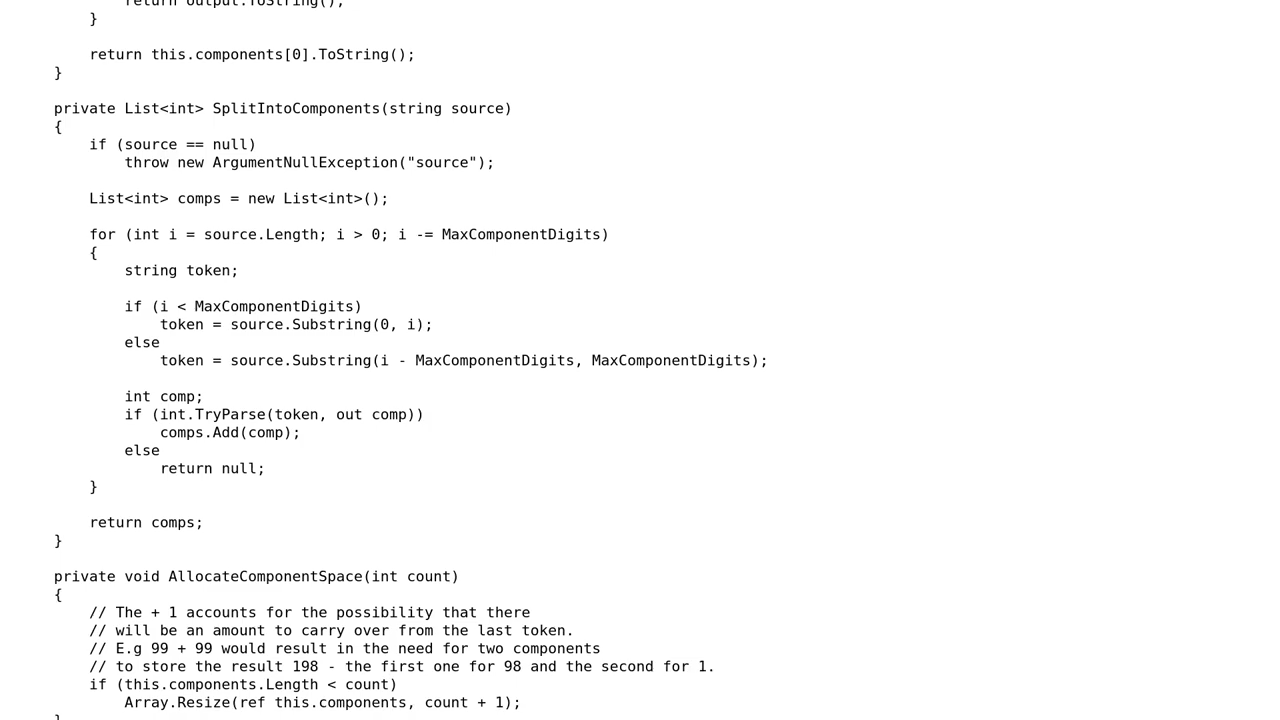 return output.ToString();
}
return this.components[0].ToString();
}
private List<int> SplitIntoComponents(string source)
{
if (source == null)
throw new ArgumentNullException("source");
List<int> comps = new List<int>();
for (int i = source.Length; i > 0; i -= MaxComponentDigits)
{
string token;
if (i < MaxComponentDigits)
token = source.Substring(0, i);
else
token = source.Substring(i - MaxComponentDigits, MaxComponentDigits);
int comp;
if (int.TryParse(token, out comp))
comps.Add(comp);
else
return null;
}
return comps;
}
private void AllocateComponentSpace(int count)
{
// The + 1 accounts for the possibility that there
// will be an amount to carry over from the last token.
// E.g 99 + 99 would result in the need for two components
// to store the result 198 - the first one for 98 and the second for 1.
if (this.components.Length < count)
Array.Resize(ref this.components, count + 1);
}